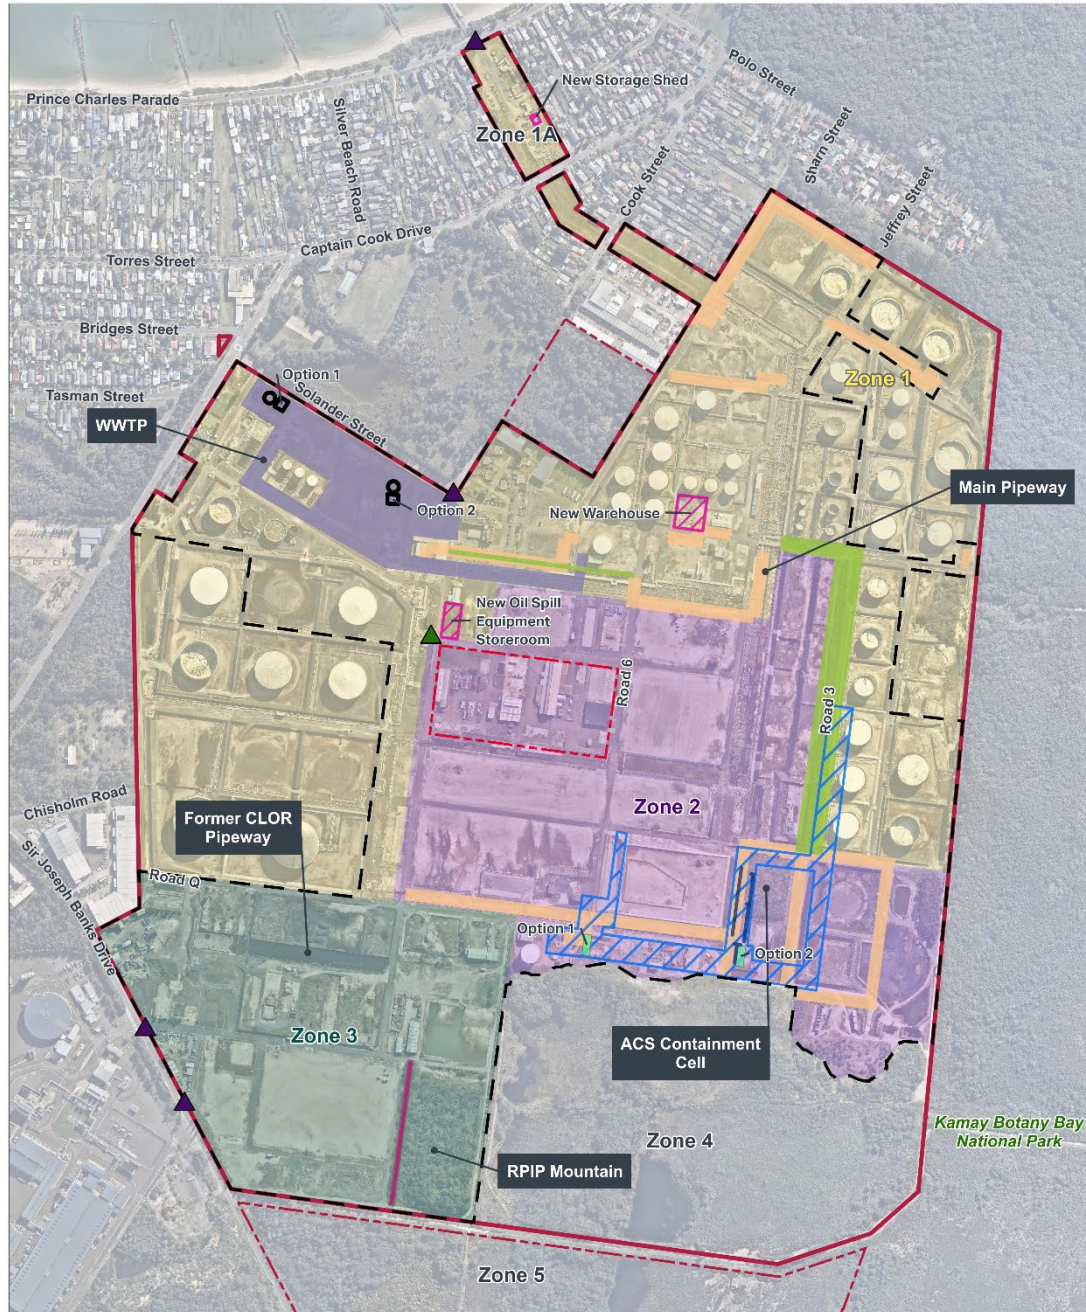 Polo Street
New Storage Shed
Prince Charles Parade
Silver Beach Road
Zone 1A
Sharn Street
Cook Street
Jeffrey Street
Captain Cook Drive
Torres Street
Bridges Street
Option 1
Zone 1
Tasman Street
Solander Street
WWTP
Main Pipeway
Option 2
New Warehouse
New Oil Spill
Equipment
Storeroom
Road 6
Road 3
Chisholm Road
Zone 2
Former CLOR
Pipeway
Sir Joseph Banks Drive
Road Q
Option 1
Option 2
Zone 3
ACS Containment
Cell
Kamay Botany Bay
National Park
Zone 4
RPIP Mountain
Zone 5